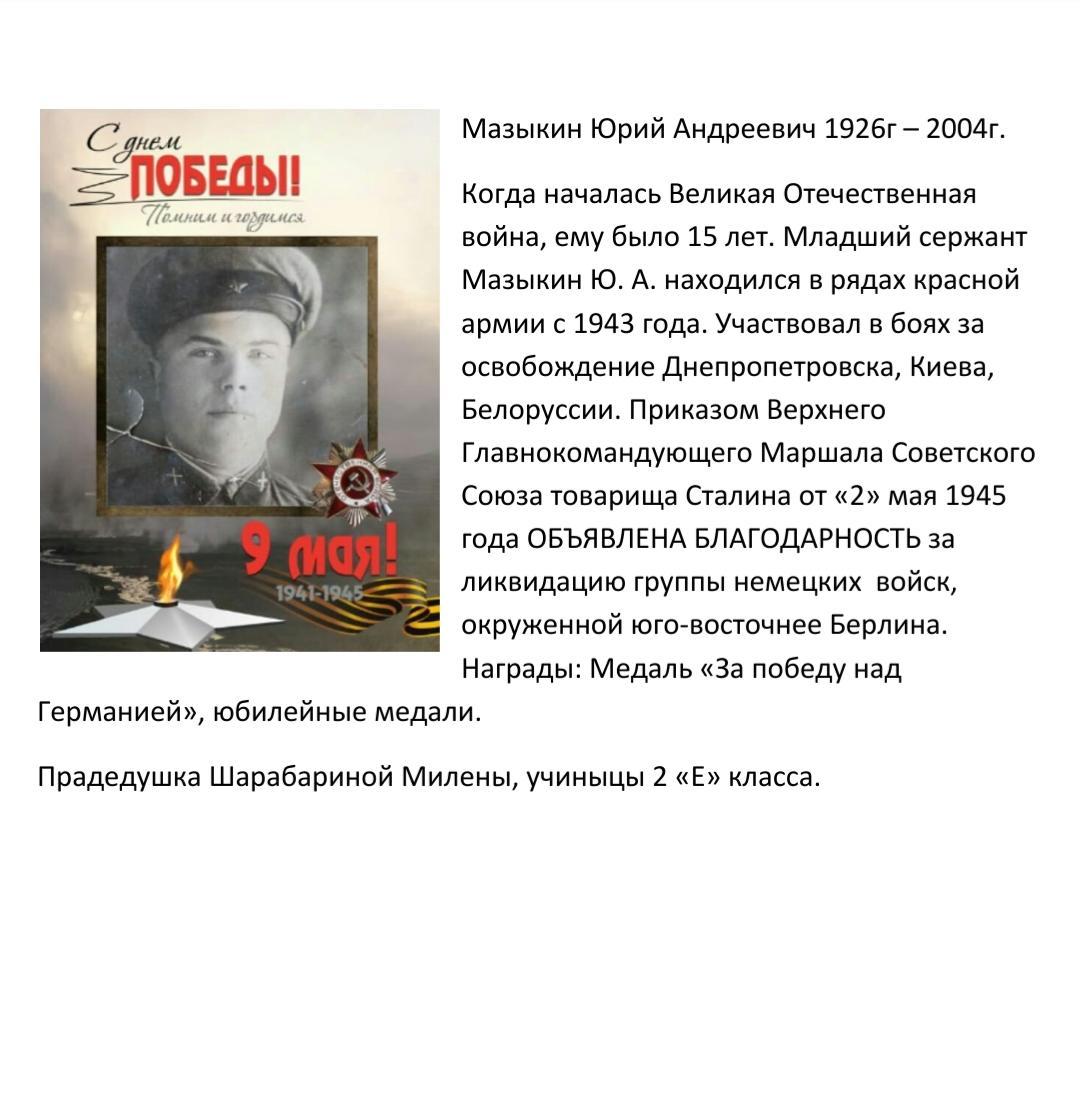 С днем
ПОБЕДЫ!
Помним и гордимся
9 мая!
1941-1945
Мазыкин Юрий Андреевич 1926г – 2004г.
Когда началась Великая Отечественная
война, ему было 15 лет. Младший сержант
Мазыкин Ю. А. находился в рядах красной
армии с 1943 года. Участвовал в боях за
освобождение Днепропетровска, Киева,
Белоруссии. Приказом Верхнего
Главнокомандующего Маршала Советского
Союза товарища Сталина от «2» мая 1945
года ОБЪЯВЛЕНА БЛАГОДАРНОСТЬ за
ликвидацию группы немецких  войск,
окруженной юго-восточнее Берлина.
Награды: Медаль «За победу над
Германией», юбилейные медали.
Прадедушка Шарабариной Милены, учиныцы 2 «Е» класса.